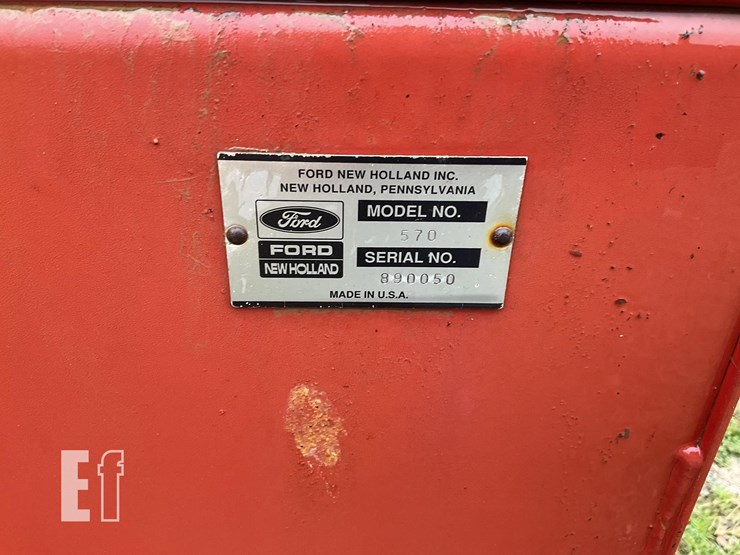 FORD NEW HOLLAND INC.
NEW HOLLAND, PENNSYLVANIA
Ford
FORD
NEW HOLLAND
MODEL NO.
570
SERIAL NO.
890050
MADE IN U.S.A.
Ef